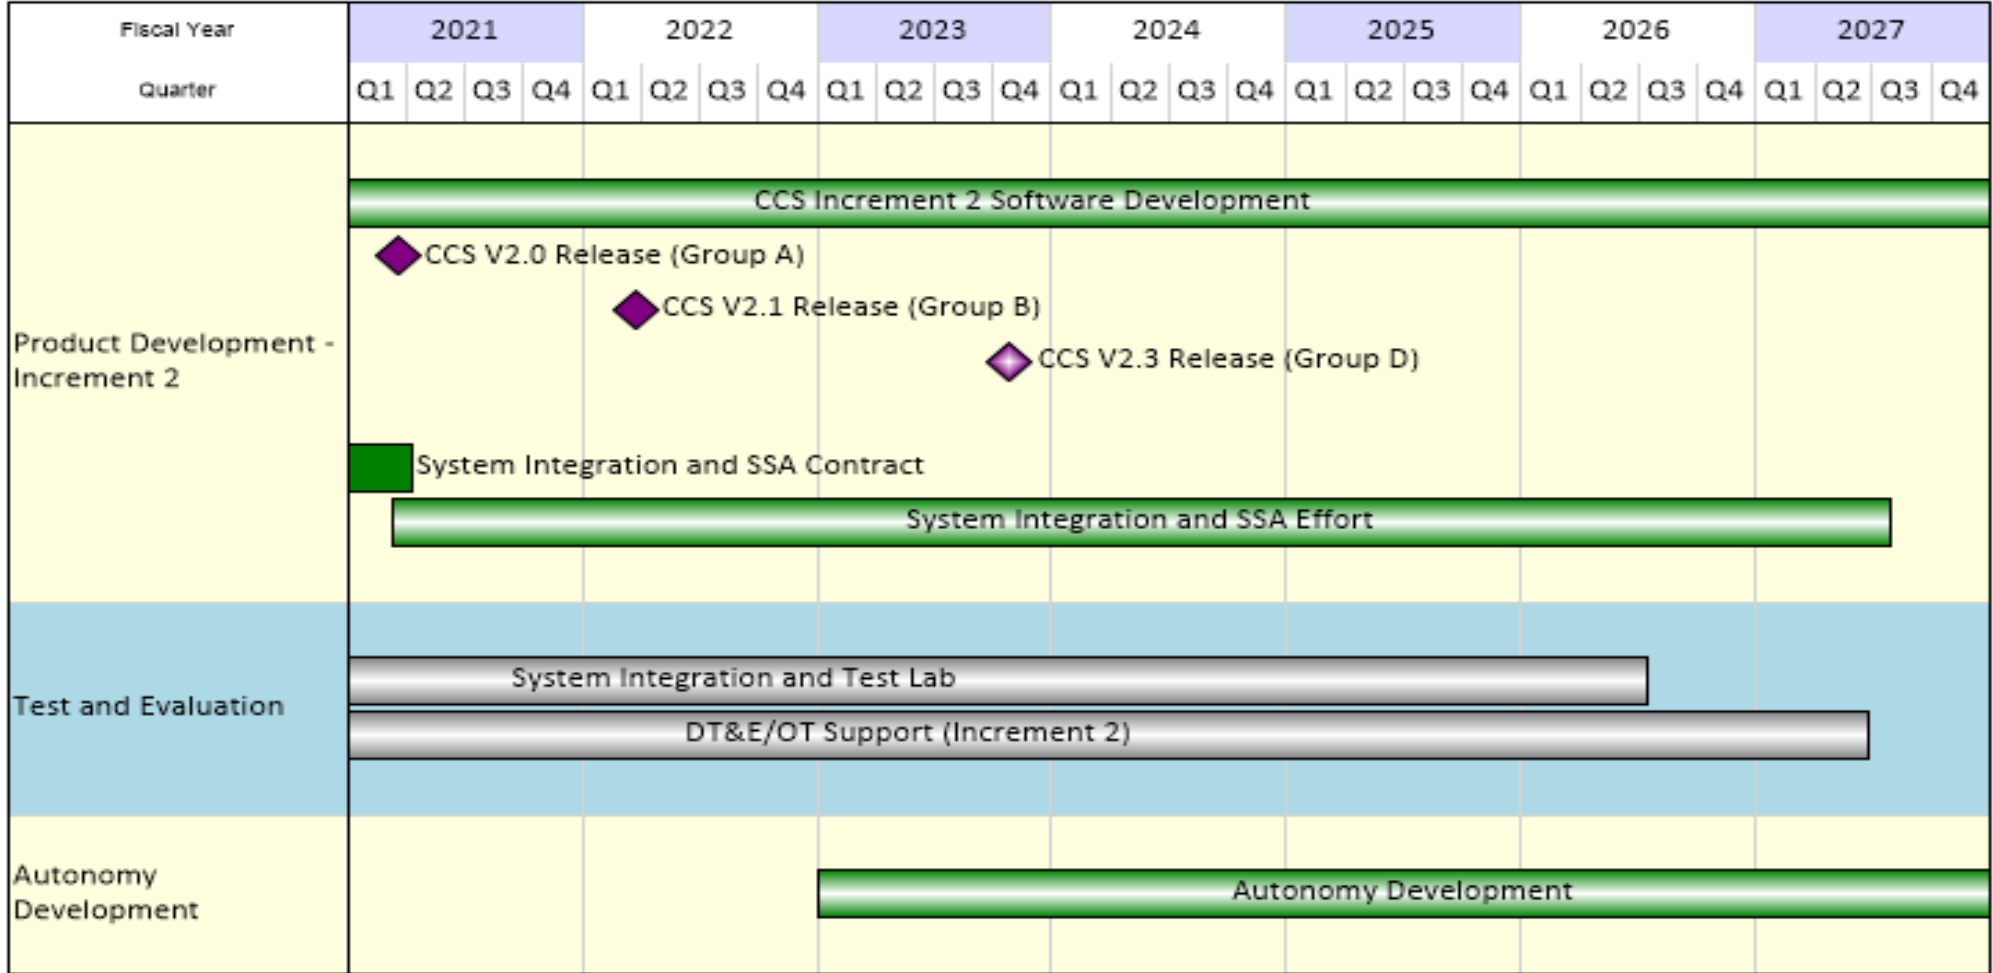 Fiscal Year 2021 2022 2023 2024 2025 2026 2027
Quarter Q1 Q2 Q3 Q4 Q1 Q2 Q3 Q4 Q1 Q2 Q3 Q4 Q1 Q2 Q3 Q4 Q1 Q2 Q3 Q4 Q1 Q2 Q3 Q4 Q1 Q2 Q3 Q4
CCS Increment 2 Software Development
CCS V2.0 Release (Group A)
CCS V2.1 Release (Group B)
Product Development -
Increment 2
CCS V2.3 Release (Group D)
System Integration and SSA Contract
System Integration and SSA Effort
Test and Evaluation
System Integration and Test Lab
DT&E/OT Support (Increment 2)
Autonomy
Development
Autonomy Development